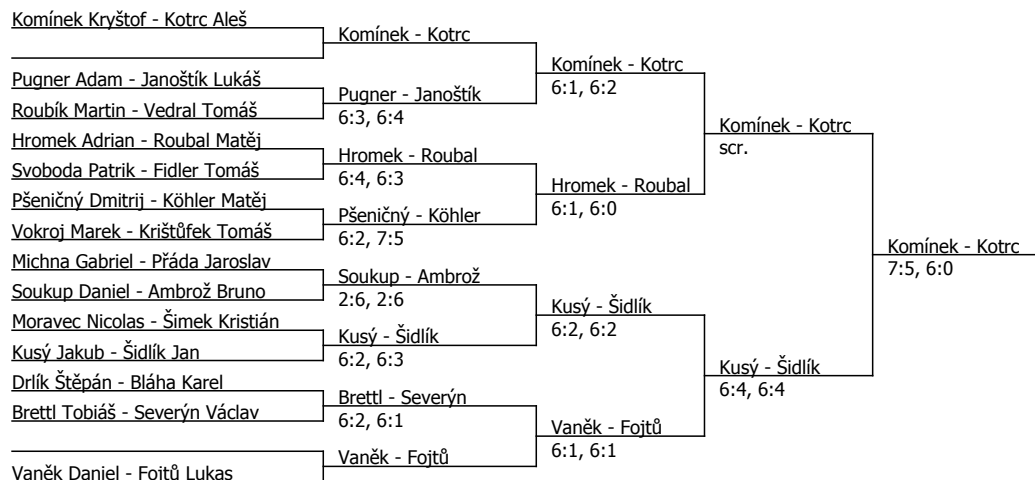 Komínek Kryštof - Kotrc Aleš
Pugner Adam - Janoštík Lukáš
Roubík Martin - Vedral Tomáš
Hromek Adrian - Roubal Matěj
Svoboda Patrik - Fidler Tomáš
Pšeničný Dmitrij - Köhler Matěj
Vokroj Marek - Krištůfek Tomáš
Michna Gabriel - Přáda Jaroslav
Soukup Daniel - Ambrož Bruno
Moravec Nicolas - Šimek Kristián
Kusý Jakub - Šidlík Jan
Drlík Štěpán - Bláha Karel
Brettl Tobiáš - Severýn Václav
Vaněk Daniel - Fojtů Lukas
Komínek - Kotrc
Pugner - Janoštík
6:3, 6:4
Hromek - Roubal
6:4, 6:3
Pšeničný - Köhler
6:2, 7:5
Soukup - Ambrož
2:6, 2:6
Kusý - Šidlík
6:2, 6:3
Brettl - Severýn
6:2, 6:1
Vaněk - Fojtů
Komínek - Kotrc
6:1, 6:2
Hromek - Roubal
6:1, 6:0
Kusý - Šidlík
6:2, 6:2
Vaněk - Fojtů
6:1, 6:1
Komínek - Kotrc
scr.
Kusý - Šidlík
6:4, 6:4
Komínek - Kotrc
7:5, 6:0